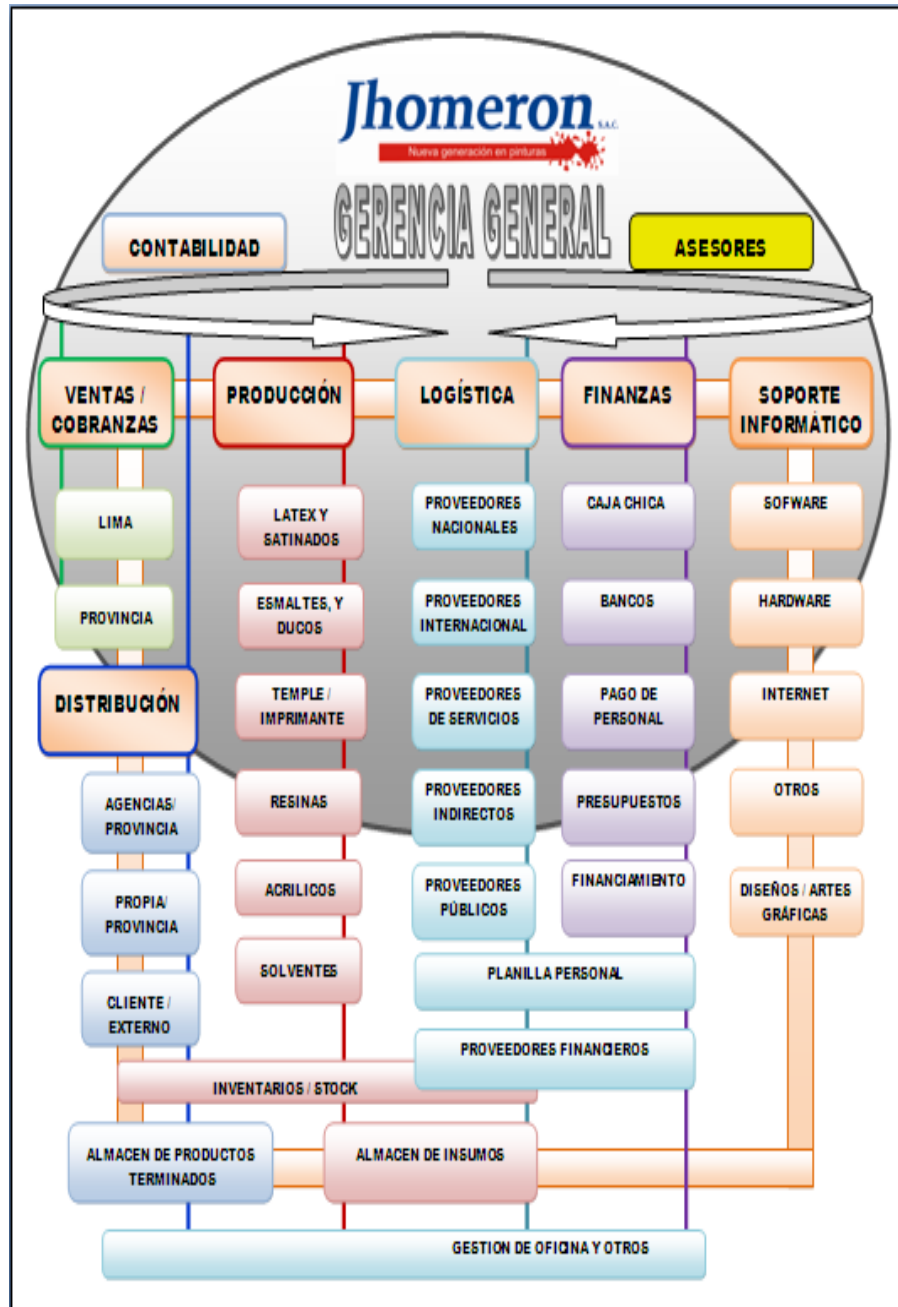 Jhomeron S.A.C.
Nueva generación en pinturas
GERENCIA GENERAL
CONTABILIDAD
ASESORES
VENTAS /
COBRANZAS
PRODUCCIÓN
LOGÍSTICA
FINANZAS
SOPORTE
INFORMÁTICO
LIMA
PROVINCIA
DISTRIBUCIÓN
AGENCIAS/
PROVINCIA
PROPIA/
PROVINCIA
CLIENTE /
EXTERNO
LATEX Y
SATINADOS
ESMALTES, Y
DUCOS
TEMPLE /
IMPRIMANTE
RESINAS
ACRILICOS
SOLVENTES
PROVEEDORES
NACIONALES
PROVEEDORES
INTERNACIONAL
PROVEEDORES
DE SERVICIOS
PROVEEDORES
INDIRECTOS
PROVEEDORES
PÚBLICOS
CAJA CHICA
BANCOS
PAGO DE
PERSONAL
PRESUPUESTOS
FINANCIAMIENTO
SOFWARE
HARDWARE
INTERNET
OTROS
DISEÑOS / ARTES
GRÁFICAS
PLANILLA PERSONAL
PROVEEDORES FINANCIEROS
INVENTARIOS / STOCK
ALMACEN DE PRODUCTOS
TERMINADOS
ALMACEN DE INSUMOS
GESTION DE OFICINA Y OTROS